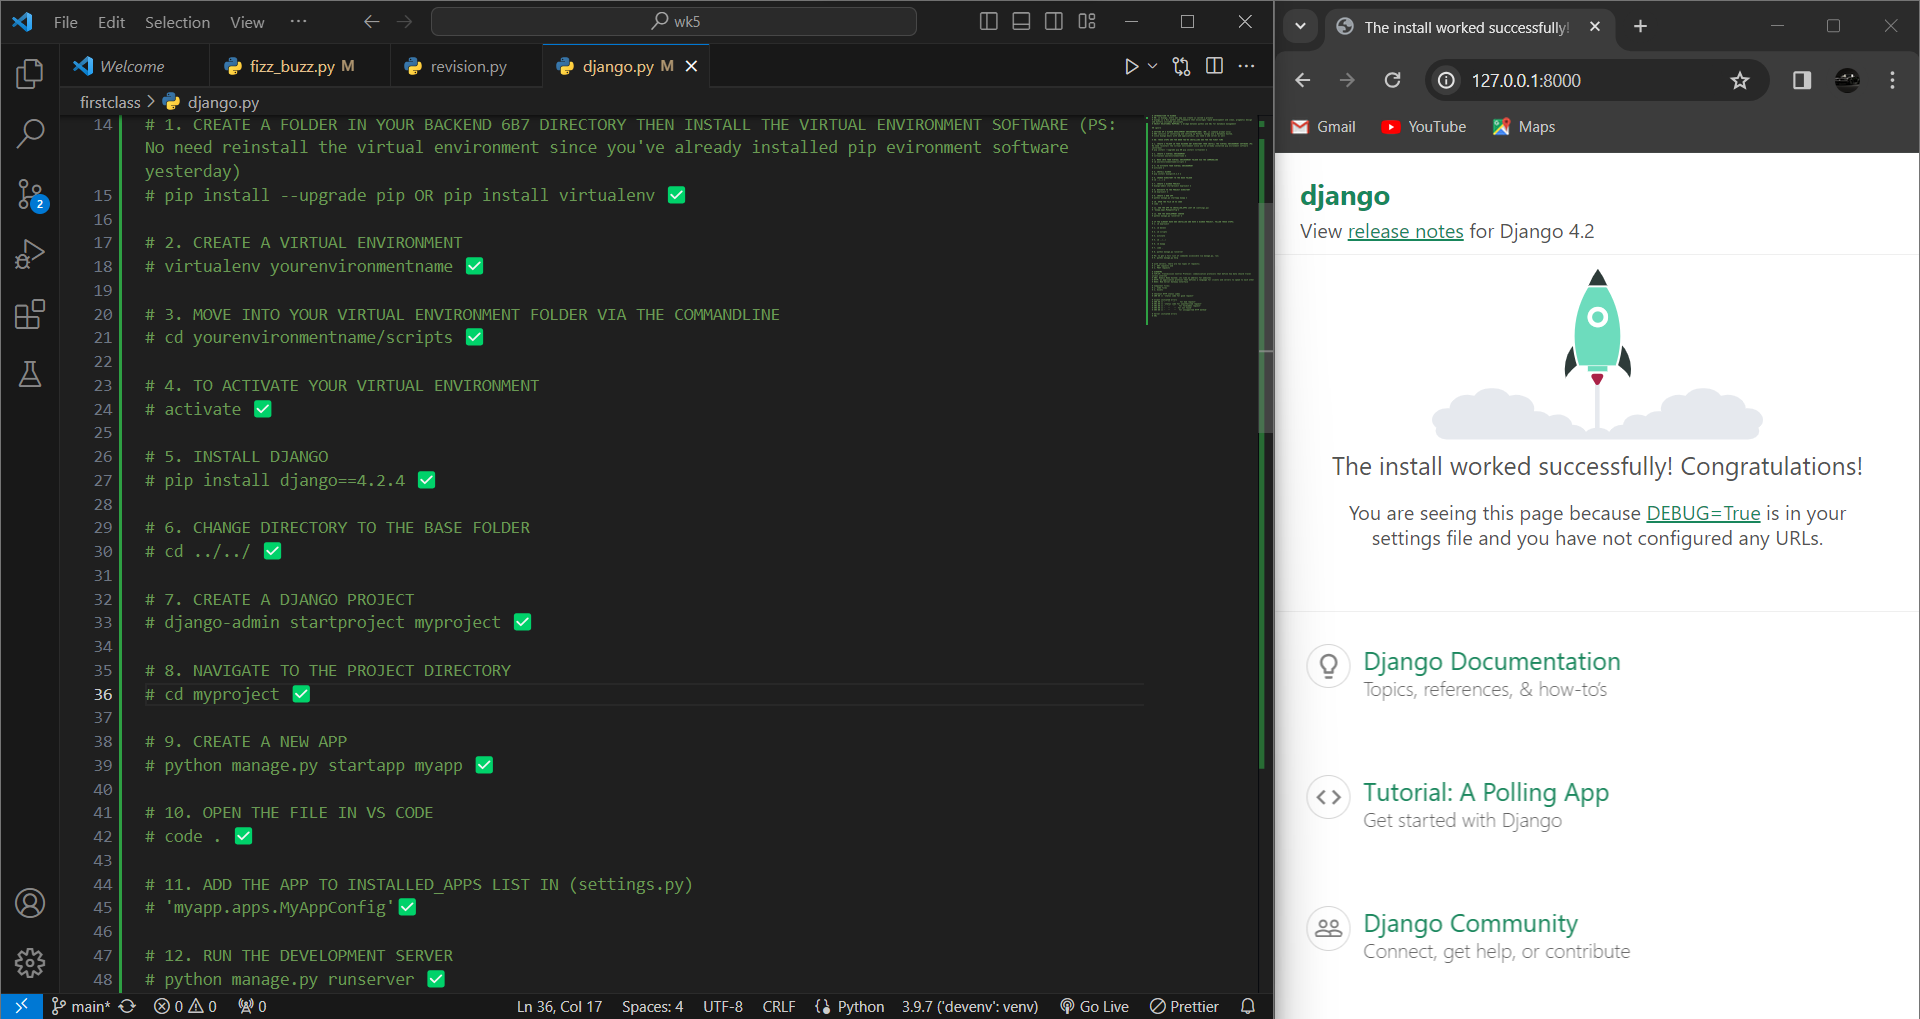 File Edit Selection View ··· wk5
Welcome fizz_buzz.py M revision.py django.py M
firstclass > django.py
14 # 1. CREATE A FOLDER IN YOUR BACKEND 6B7 DIRECTORY THEN INSTALL THE VIRTUAL ENVIRONMENT SOFTWARE (PS:
No need reinstall the virtual environment since you've already installed pip evironment software
yesterday)
15 # pip install --upgrade pip OR pip install virtualenv ✅
16
17 # 2. CREATE A VIRTUAL ENVIRONMENT
18 # virtualenv yourenvironmentname ✅
19
20 # 3. MOVE INTO YOUR VIRTUAL ENVIRONMENT FOLDER VIA THE COMMANDLINE
21 # cd yourenvironmentname/scripts ✅
22
23 # 4. TO ACTIVATE YOUR VIRTUAL ENVIRONMENT
24 # activate ✅
25
26 # 5. INSTALL DJANGO
27 # pip install django==4.2.4 ✅
28
29 # 6. CHANGE DIRECTORY TO THE BASE FOLDER
30 # cd ../../ ✅
31
32 # 7. CREATE A DJANGO PROJECT
33 # django-admin startproject myproject ✅
34
35 # 8. NAVIGATE TO THE PROJECT DIRECTORY
36 # cd myproject ✅
37
38 # 9. CREATE A NEW APP
39 # python manage.py startapp myapp ✅
40
41 # 10. OPEN THE FILE IN VS CODE
42 # code . ✅
43
44 # 11. ADD THE APP TO INSTALLED_APPS LIST IN (settings.py)
45 # 'myapp.apps.MyAppConfig'✅
46
47 # 12. RUN THE DEVELOPMENT SERVER
48 # python manage.py runserver ✅
2
main* 0 0 0 Ln 36, Col 17 Spaces: 4 UTF-8 CRLF Python 3.9.7 ('devenv': venv) Go Live Prettier
The install worked successfully!
127.0.0.1:8000
Gmail YouTube Maps
django
View release notes for Django 4.2
The install worked successfully! Congratulations!
You are seeing this page because DEBUG=True is in your
settings file and you have not configured any URLs.
Django Documentation
Topics, references, & how-to's
Tutorial: A Polling App
Get started with Django
Django Community
Connect, get help, or contribute